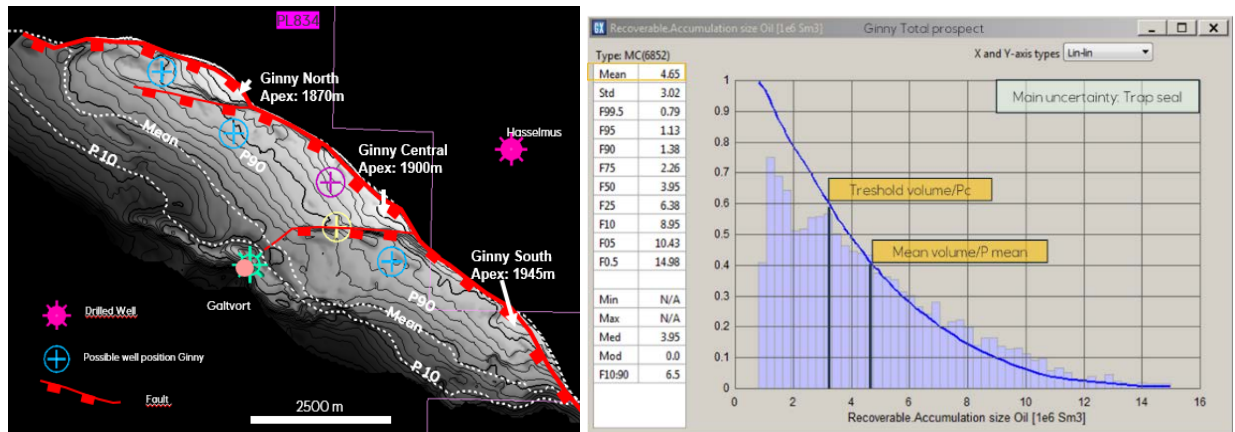 PL834
Ginny North
Apex: 1870m
Hasselmus
Mean
P90
P10
Ginny Central
Apex: 1900m
Ginny South
Apex: 1945m
P90
Mean
P10
Galtvort
Drilled Well
Possible well position Ginny
Fault
2500 m
GX Recoverable.Accumulation size Oil [1e6 Sm3] Ginny Total prospect
Type: MC(6852)
X and Y-axis types Lin-lin
Mean 4.65
Std 3.02
F99.5 0.79
F95 1.13
F90 1.38
F75 2.26
F50 3.95
F25 6.38
F10 8.95
F05 10.43
F0.5 14.98
Min N/A
Max N/A
Med 3.95
Mod 0.0
F10:90 6.5
Main uncertainty: Trap seal
Treshold volume/Pc
Mean volume/P mean
1
0.9
0.8
0.7
0.6
0.5
0.4
0.3
0.2
0.1
0
0 2 4 6 8 10 12 14 16
Recoverable.Accumulation size Oil [1e6 Sm3]